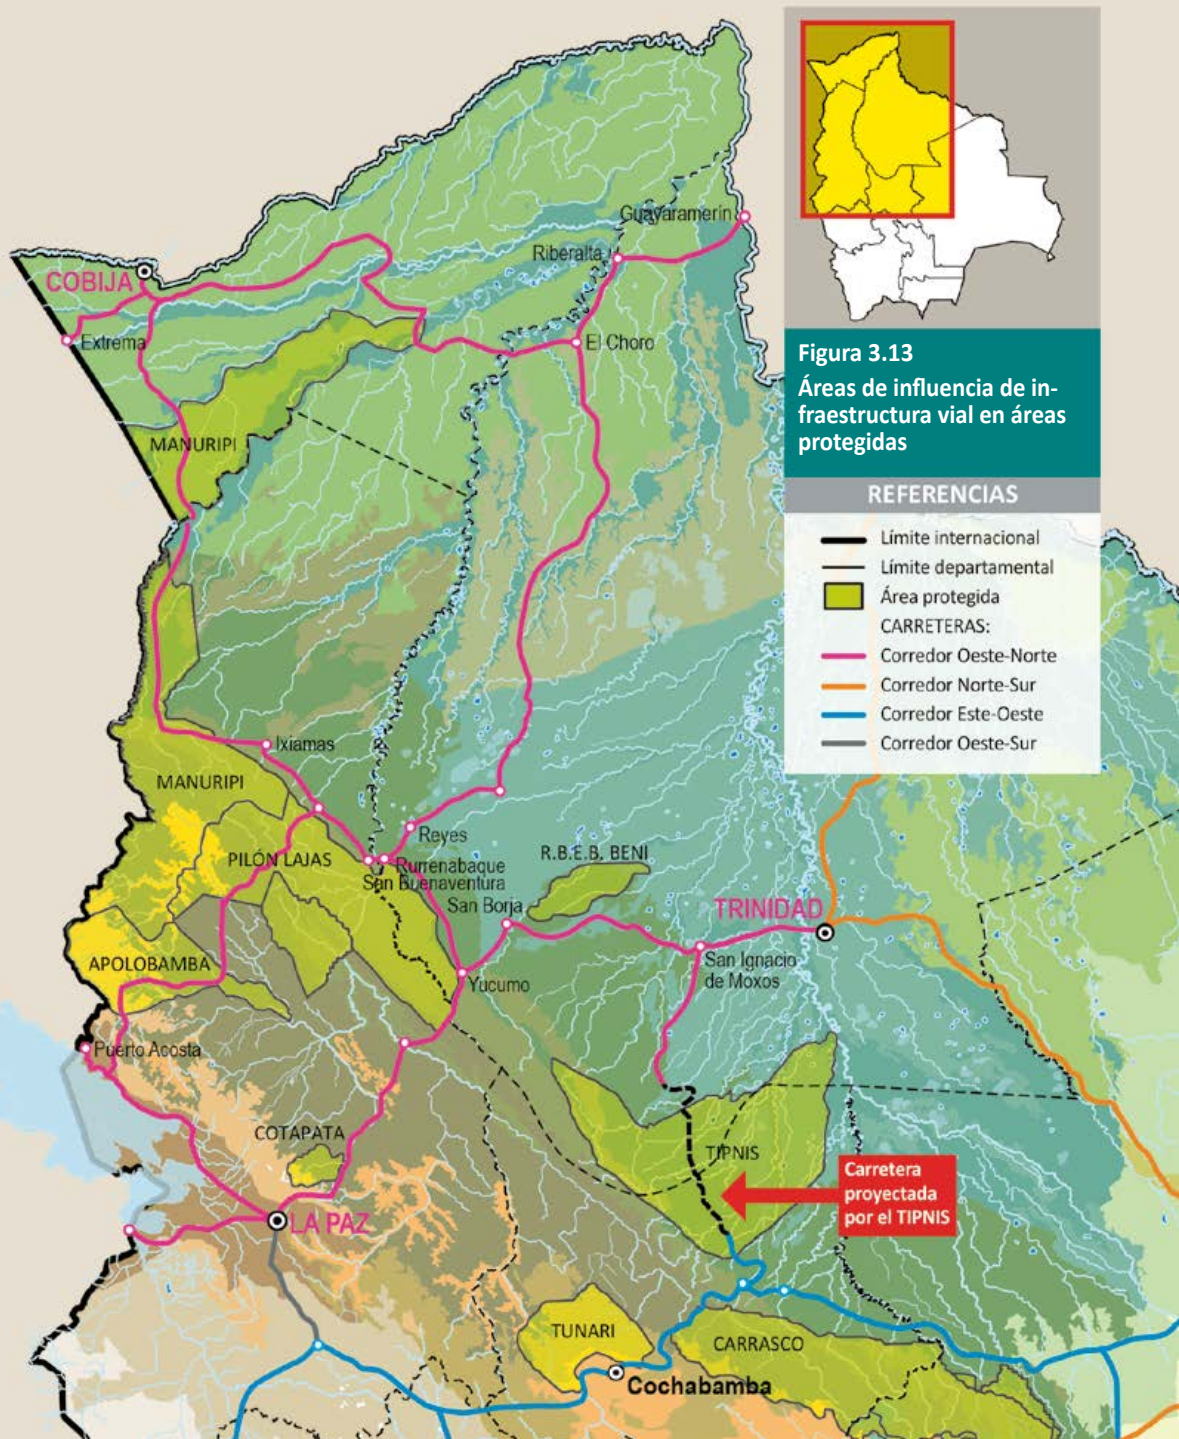 Figura 3.13
Áreas de influencia de in-
fraestructura vial en áreas
protegidas
REFERENCIAS
Límite internacional
Límite departamental
Área protegida
CARRETERAS:
Corredor Oeste-Norte
Corredor Norte-Sur
Corredor Este-Oeste
Corredor Oeste-Sur
Guayaramerín
Riberalta
COBIJA
Extrema
El Choro
MANURIPI
Ixiamas
MANURIPI
Reyes
PILÓN LAJAS
Rurrenabaque
San Buenaventura
R.B.E.B. BENI
San Borja
TRINIDAD
APOLOBAMBA
San Ignacio
de Moxos
Yucumo
Puerto Acosta
COTAPATA
TIPNIS
Carretera
proyectada
por el TIPNIS
LA PAZ
TUNARI
CARRASCO
Cochabamba